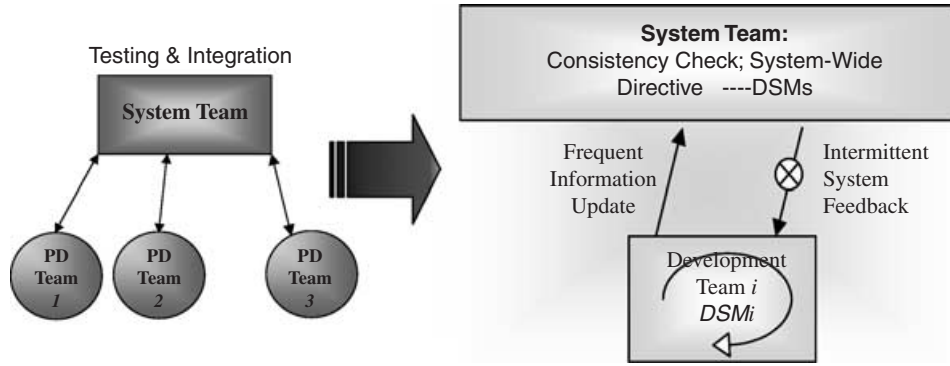 Testing & Integration
System Team
PD
Team
1
PD
Team
2
PD
Team
3
System Team:
Consistency Check; System-Wide
Directive ----DSMs
Frequent
Information
Update
Intermittent
System
Feedback
Development
Team i
DSMi